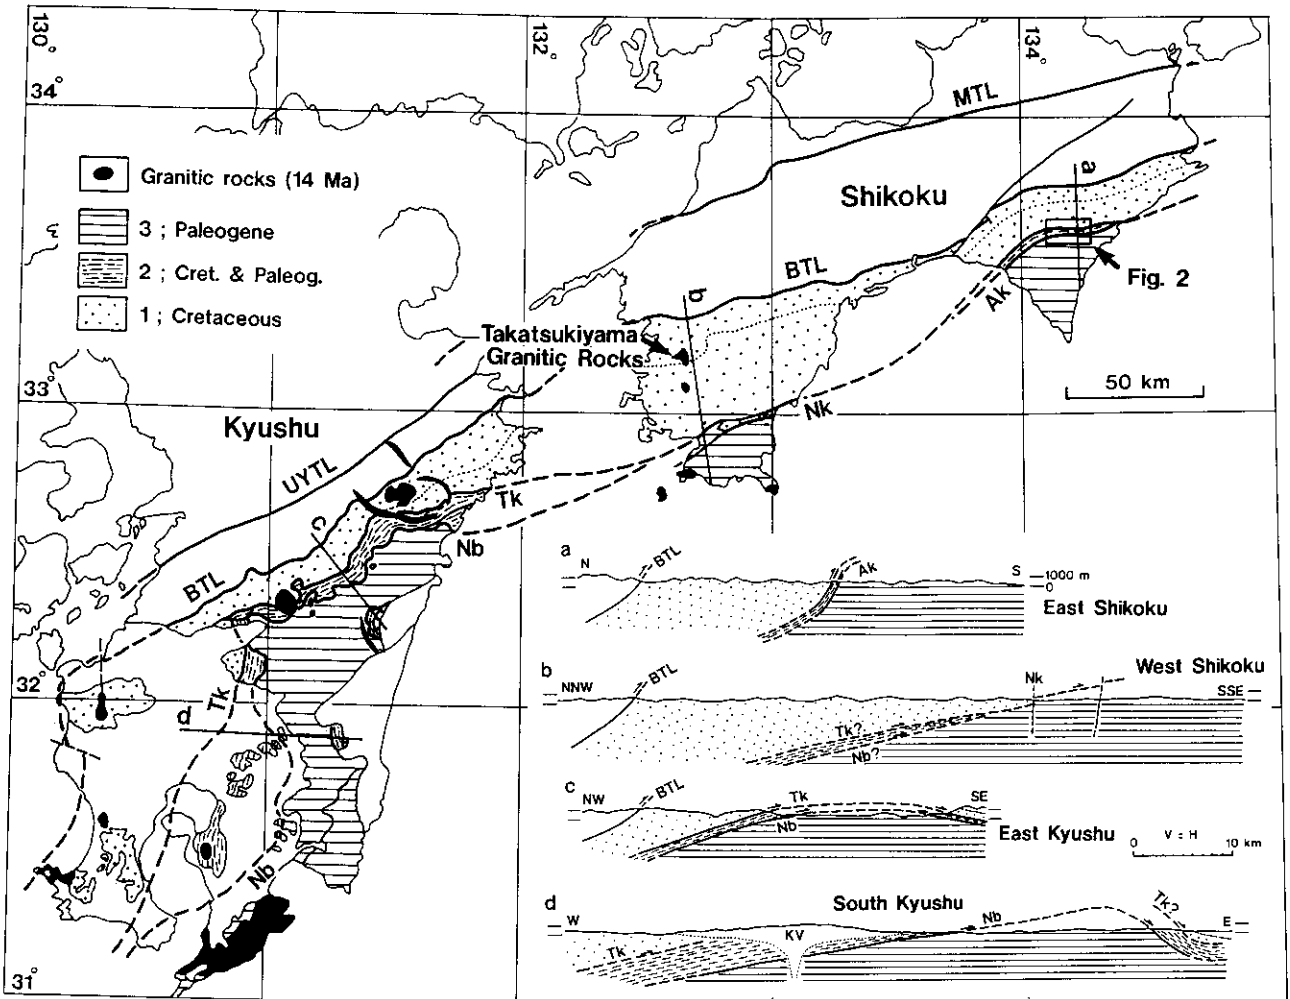 130°
132°
134°
34°
MTL
a
Granitic rocks (14 Ma)
Shikoku
3 ; Paleogene
2 ; Cret. & Paleog.
BTL
Fig. 2
b
Ak
1 ; Cretaceous
Takatsukiyama
Granitic Rocks
50 km
33°
Nk
Kyushu
UYTL
Tk
c
Nb
BTL
32°
Tk
d
Nb
31°
a
N
BTL
Ak
S
1000 m
0
East Shikoku
b
NNW
BTL
Nk
West Shikoku
SSE
Tk?
Nb?
c
NW
BTL
Tk
SE
Nb
East Kyushu
V = H
0
10 km
d
South Kyushu
W
KV
Nb
Tk?
E
Tk